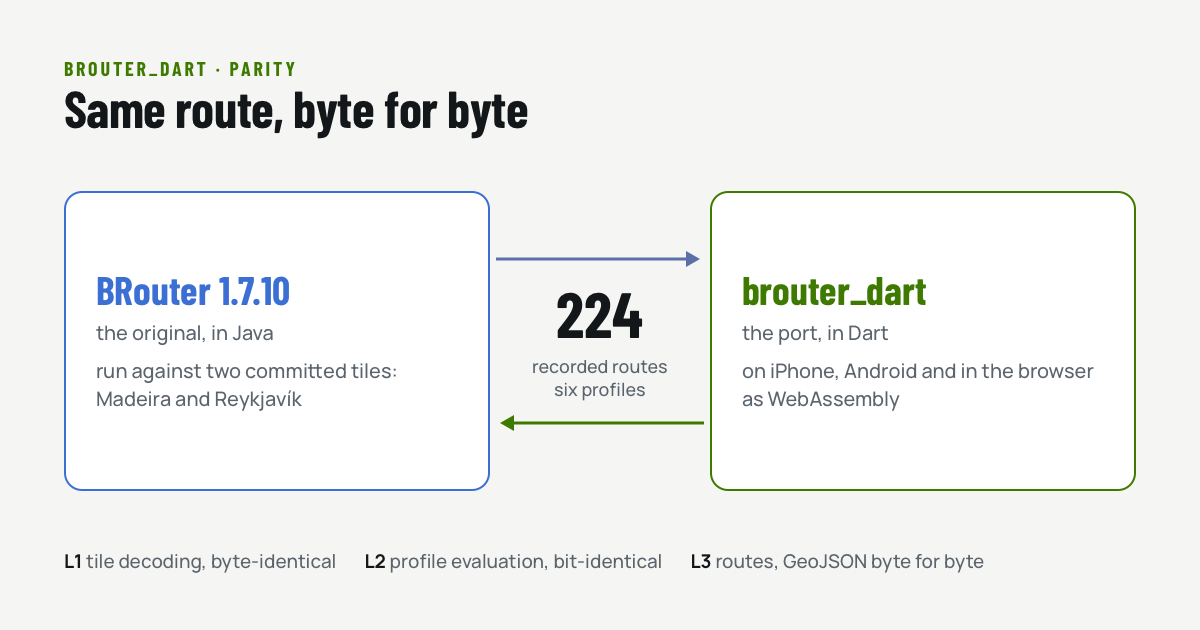 BROUTER_DART · PARITY
Same route, byte for byte
BRouter 1.7.10
the original, in Java
run against two committed tiles:
Madeira and Reykjavík
224
recorded routes
six profiles
brouter_dart
the port, in Dart
on iPhone, Android and in the browser
as WebAssembly
L1 tile decoding, byte-identical L2 profile evaluation, bit-identical L3 routes, GeoJSON byte for byte